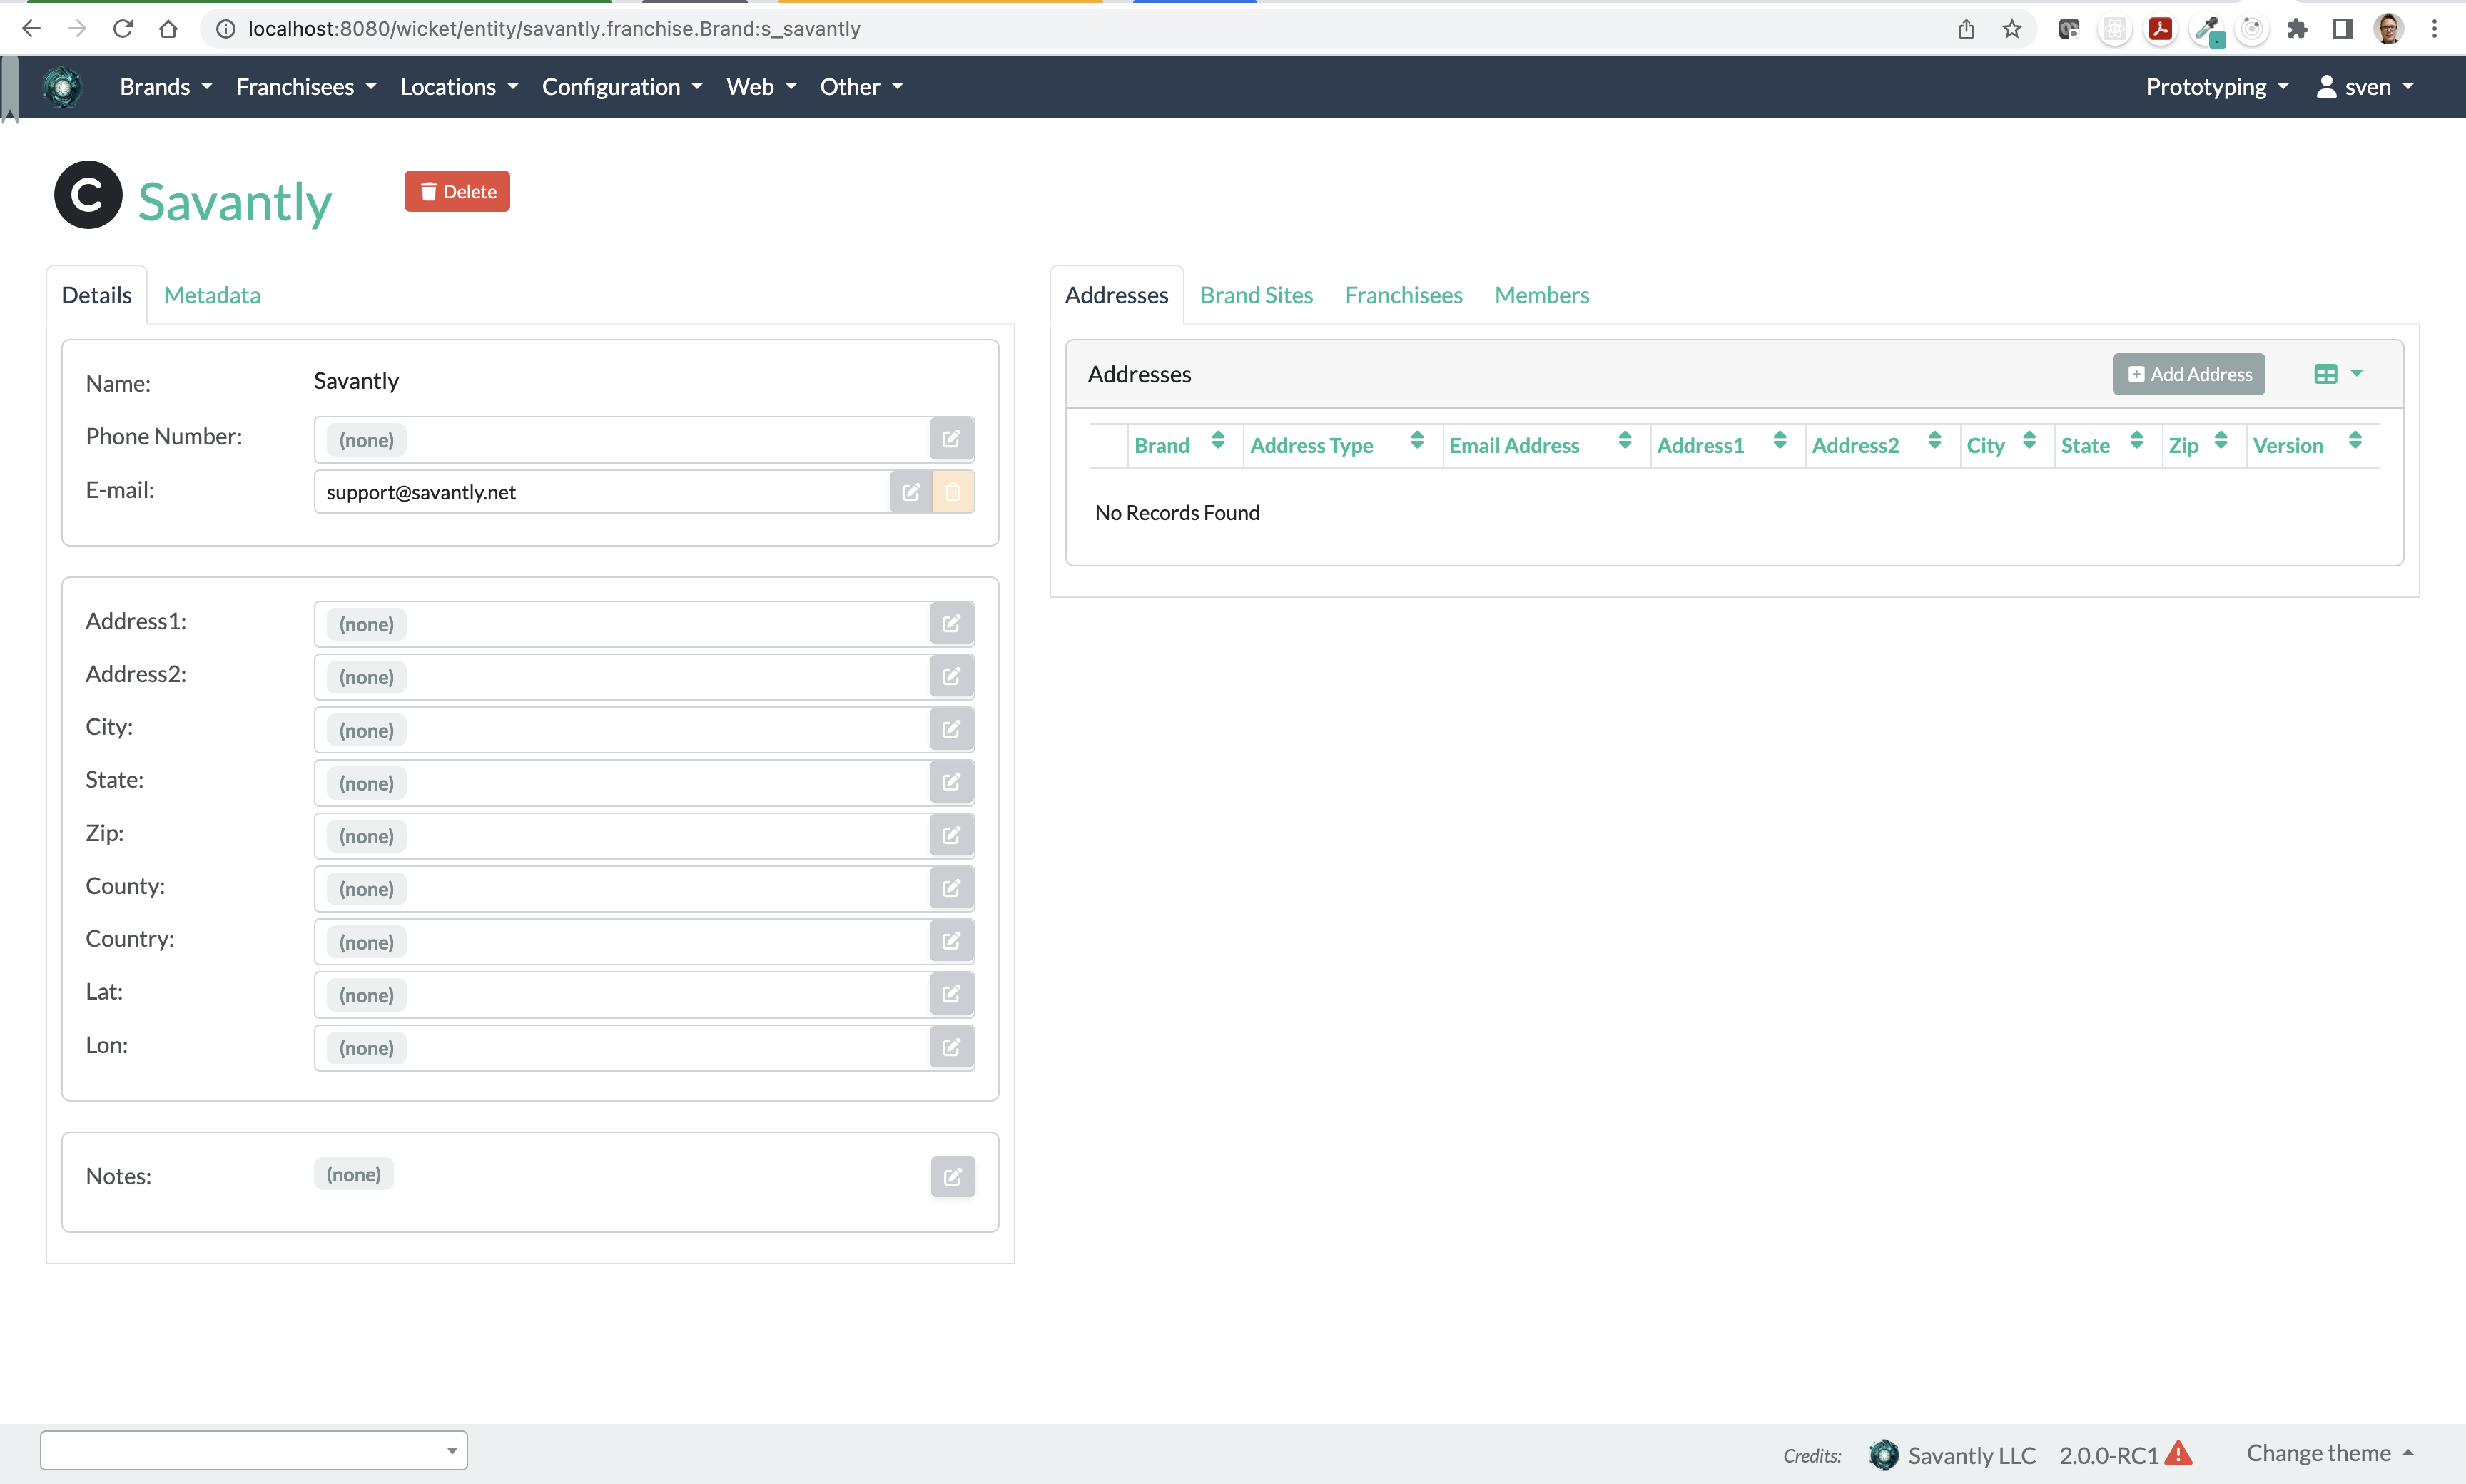 localhost:8080/wicket/entity/savantly.franchise.Brand:s_savantly
Brands Franchisees Locations Configuration Web Other Prototyping sven
C Savantly Delete
Details Metadata
Name: Savantly
Phone Number: (none)
E-mail: support@savantly.net
Address1: (none)
Address2: (none)
City: (none)
State: (none)
Zip: (none)
County: (none)
Country: (none)
Lat: (none)
Lon: (none)
Notes: (none)
Addresses Brand Sites Franchisees Members
Addresses Add Address
Brand Address Type Email Address Address1 Address2 City State Zip Version
No Records Found
Credits: Savantly LLC 2.0.0-RC1 Change theme